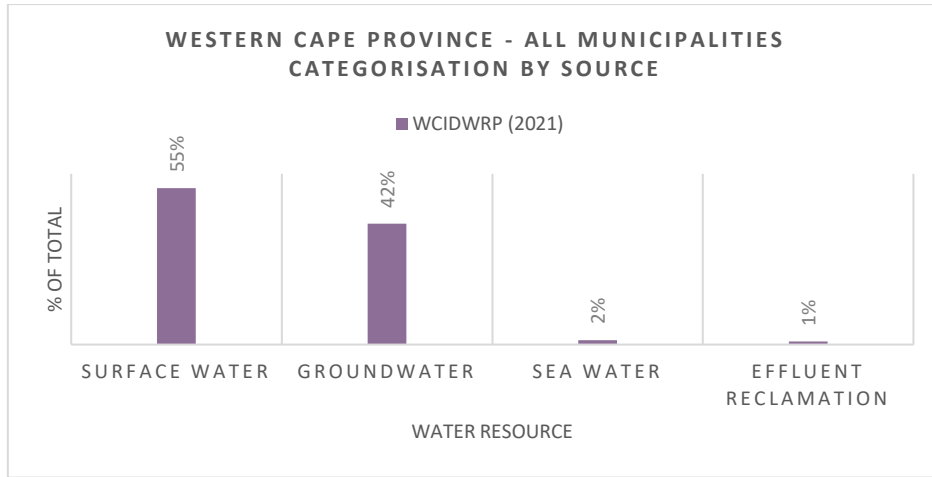 WESTERN CAPE PROVINCE - ALL MUNICIPALITIES
CATEGORISATION BY SOURCE
WCIDWRP (2021)
% OF TOTAL
55%
42%
2%
1%
SURFACE WATER
GROUNDWATER
SEA WATER
EFFLUENT
RECLAMATION
WATER RESOURCE